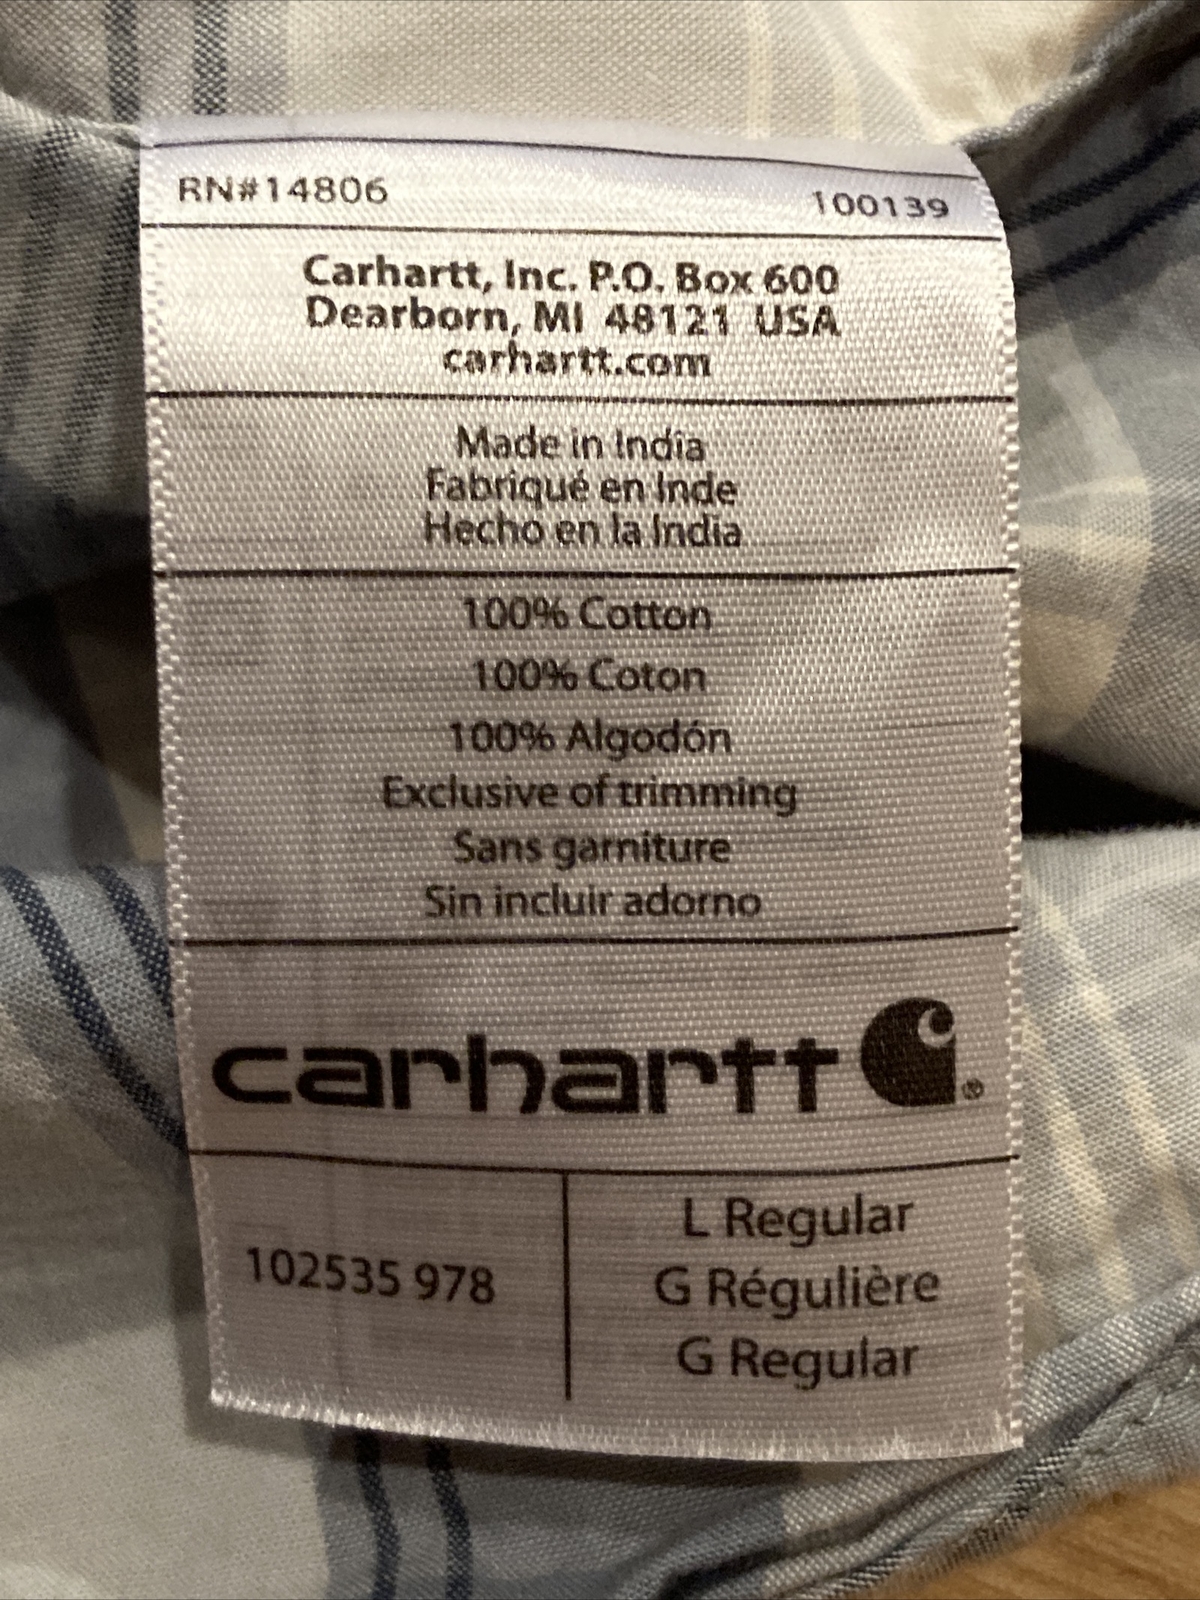 RN#14806 100139
Carhartt, Inc. P.O. Box 600
Dearborn, MI 48121 USA
carhartt.com
Made in India
Fabriqué en Inde
Hecho en la India
100% Cotton
100% Coton
100% Algodón
Exclusive of trimming
Sans garniture
Sin incluir adorno
carhartt ®
102535 978
L Regular
G Régulière
G Regular